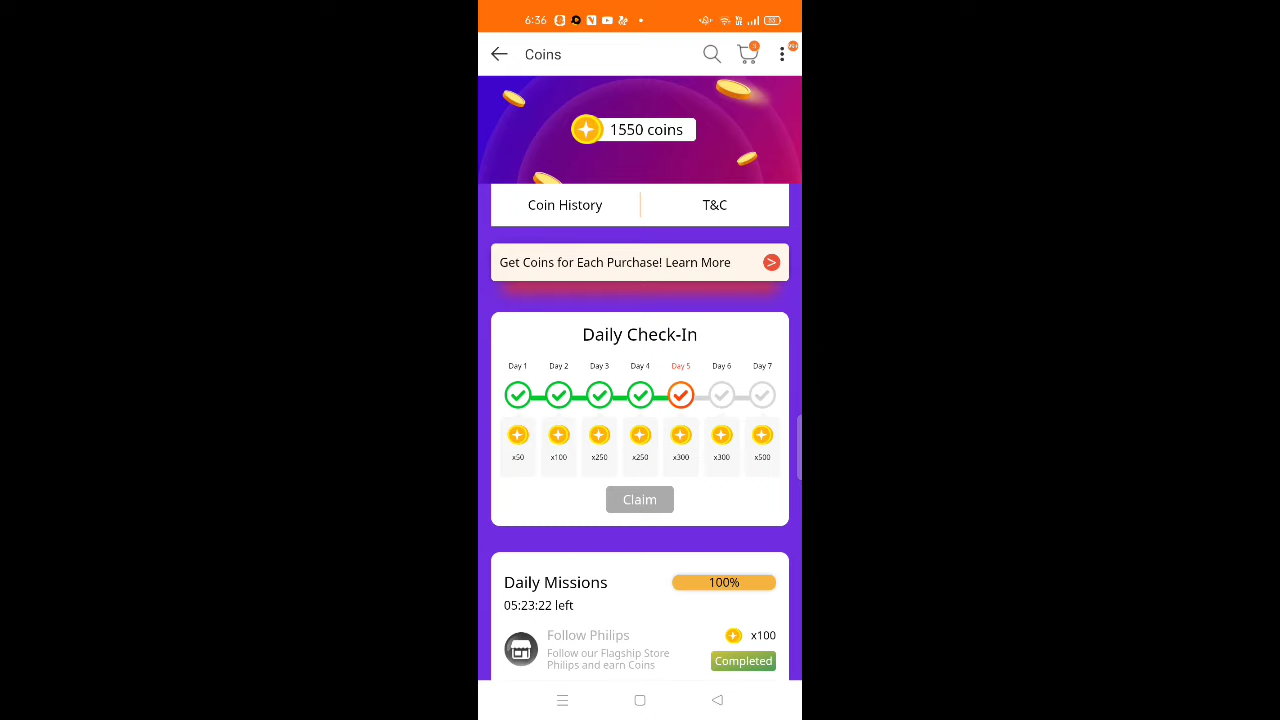 6:36
Coins
1550 coins
Coin History
T&C
Get Coins for Each Purchase! Learn More
Daily Check-In
Day 1 Day 2 Day 3 Day 4 Day 5 Day 6 Day 7
x50 x100 x250 x250 x300 x300 x500
Claim
Daily Missions
100%
05:23:22 left
Follow Philips
x100
Follow our Flagship Store
Philips and earn Coins
Completed